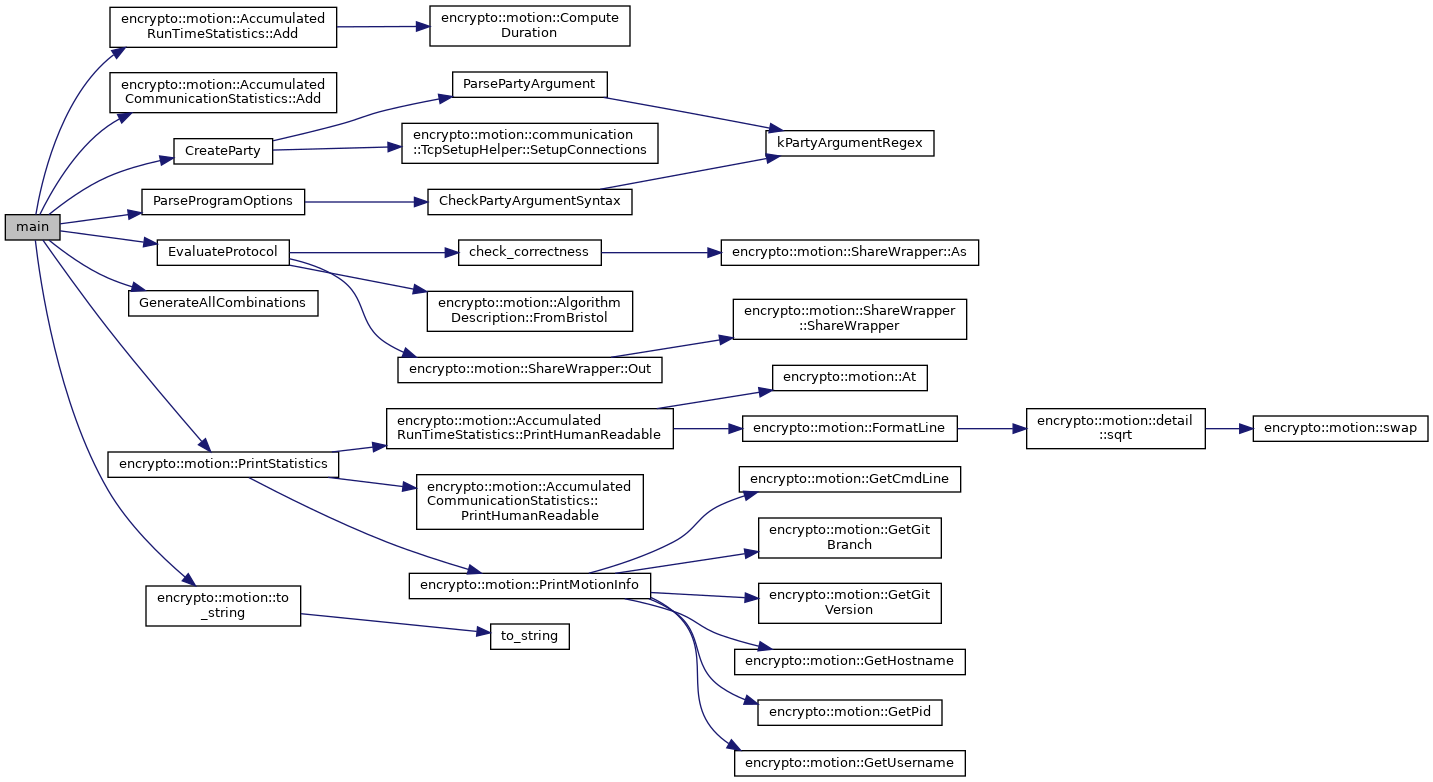 main
encrypto::motion::Accumulated
RunTimeStatistics::Add
encrypto::motion::Compute
Duration
encrypto::motion::Accumulated
CommunicationStatistics::Add
CreateParty
ParsePartyArgument
encrypto::motion::communication
::TcpSetupHelper::SetupConnections
kPartyArgumentRegex
ParseProgramOptions
CheckPartyArgumentSyntax
EvaluateProtocol
check_correctness
encrypto::motion::ShareWrapper::As
encrypto::motion::Algorithm
Description::FromBristol
encrypto::motion::ShareWrapper::Out
encrypto::motion::ShareWrapper
::ShareWrapper
GenerateAllCombinations
encrypto::motion::PrintStatistics
encrypto::motion::Accumulated
RunTimeStatistics::PrintHumanReadable
encrypto::motion::At
encrypto::motion::FormatLine
encrypto::motion::detail
::sqrt
encrypto::motion::swap
encrypto::motion::Accumulated
CommunicationStatistics::
PrintHumanReadable
encrypto::motion::PrintMotionInfo
encrypto::motion::GetCmdLine
encrypto::motion::GetGit
Branch
encrypto::motion::GetGit
Version
encrypto::motion::GetHostname
encrypto::motion::GetPid
encrypto::motion::GetUsername
encrypto::motion::to
_string
to_string